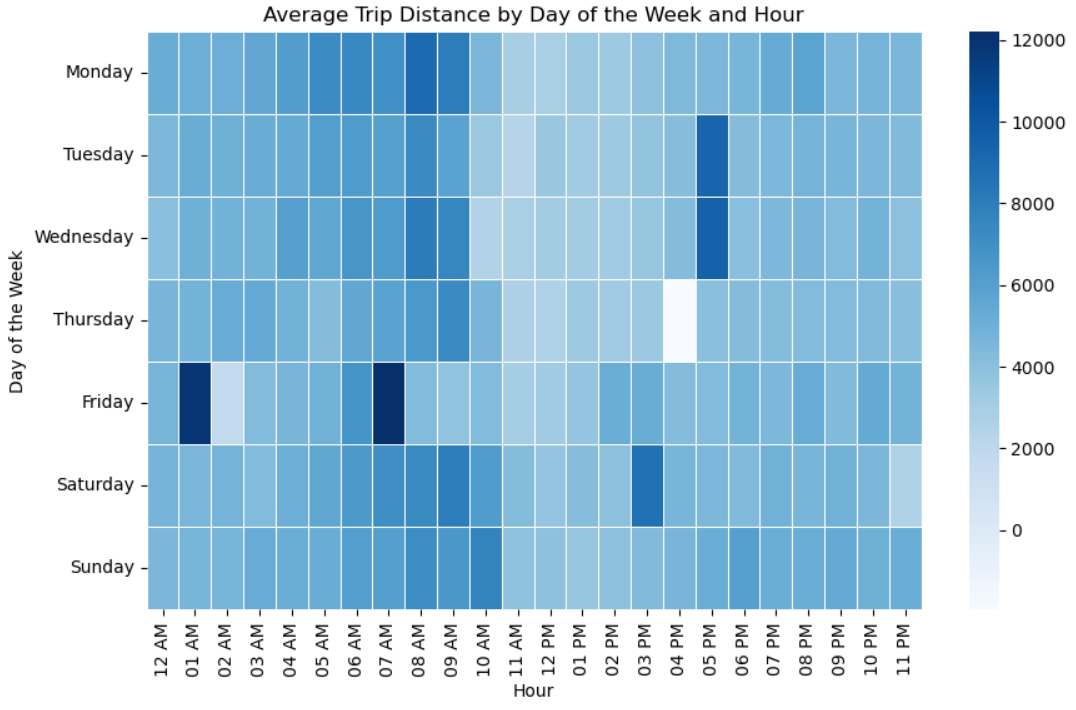 Average Trip Distance by Day of the Week and Hour
Day of the Week
Monday
Tuesday
Wednesday
Thursday
Friday
Saturday
Sunday
12 AM
01 AM
02 AM
03 AM
04 AM
05 AM
06 AM
07 AM
08 AM
09 AM
10 AM
11 AM
12 PM
01 PM
02 PM
03 PM
04 PM
05 PM
06 PM
07 PM
08 PM
09 PM
10 PM
11 PM
Hour
12000
10000
8000
6000
4000
2000
0